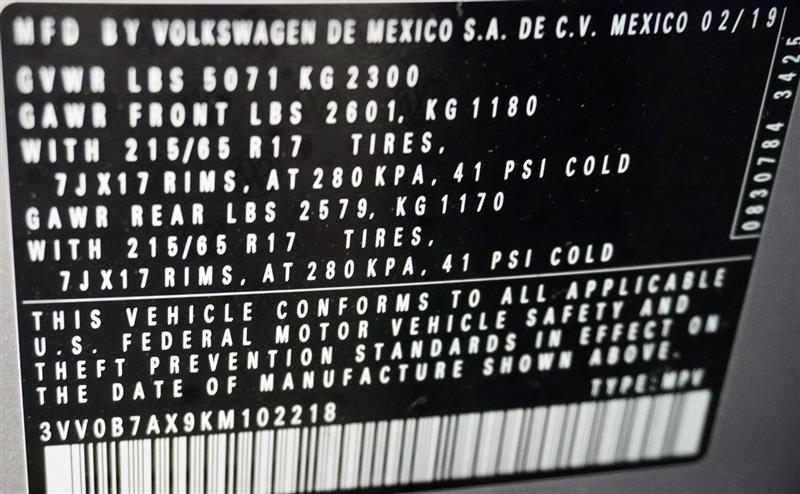 MFD BY VOLKSWAGEN DE MEXICO S.A. DE C.V. MEXICO 02/19
GVWR LBS 5071 KG 2300
GAWR FRONT LBS 2601, KG 1180
WITH 215/65 R17 TIRES,
7JX17 RIMS, AT 280 KPA, 41 PSI COLD
GAWR REAR LBS 2579, KG 1170
WITH 215/65 R17 TIRES,
7JX17 RIMS, AT 280 KPA, 41 PSI COLD
0830784 3425
THIS VEHICLE CONFORMS TO ALL APPLICABLE
U.S. FEDERAL MOTOR VEHICLE SAFETY AND
THEFT PREVENTION STANDARDS IN EFFECT ON
THE DATE OF MANUFACTURE SHOWN ABOVE.
TYPE: MPV
3VV0B7AX9KM102218